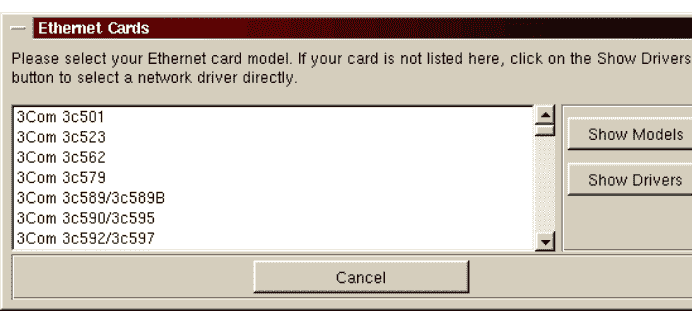 Ethernet Cards
Please select your Ethernet card model. If your card is not listed here, click on the Show Drivers
button to select a network driver directly.
3Com 3c501
3Com 3c523
3Com 3c562
3Com 3c579
3Com 3c589/3c589B
3Com 3c590/3c595
3Com 3c592/3c597
Show Models
Show Drivers
Cancel